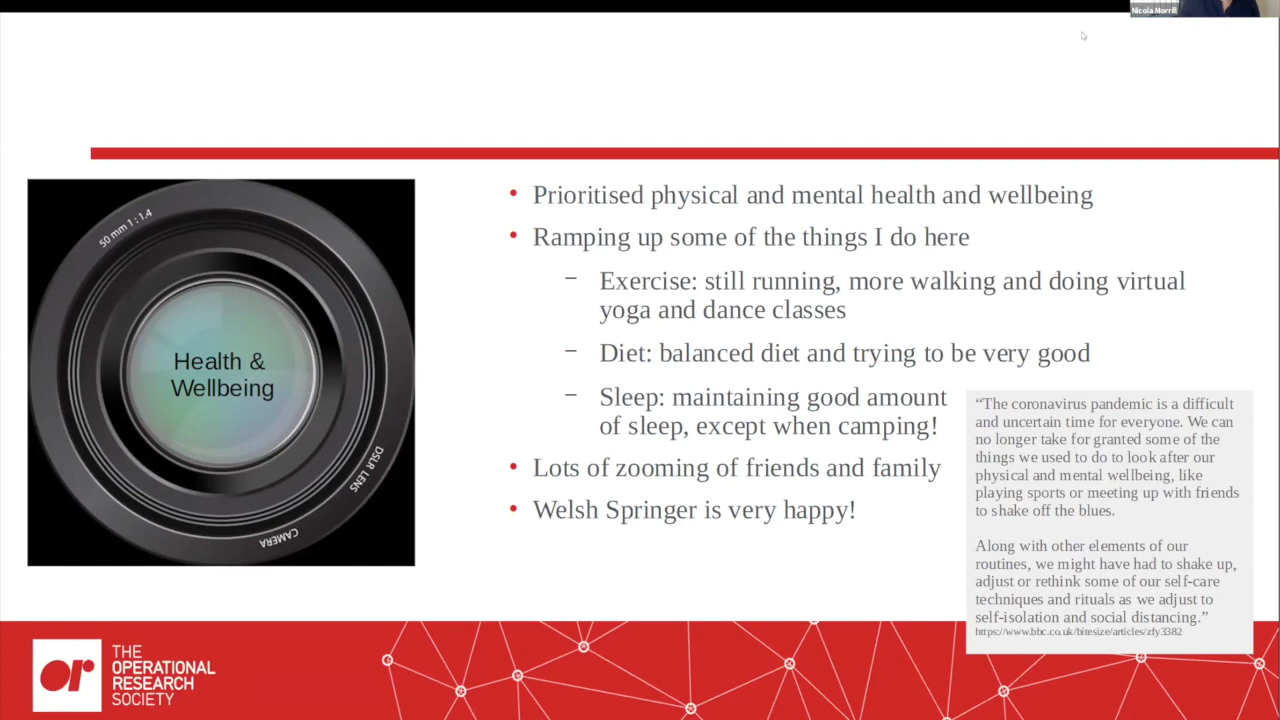 Nicola Morrill
50 mm 1 : 1.4
Health &
Wellbeing
DSLR LENS
CAMERA
• Prioritised physical and mental health and wellbeing
• Ramping up some of the things I do here
– Exercise: still running, more walking and doing virtual
yoga and dance classes
– Diet: balanced diet and trying to be very good
– Sleep: maintaining good amount
of sleep, except when camping!
• Lots of zooming of friends and family
• Welsh Springer is very happy!
“The coronavirus pandemic is a difficult
and uncertain time for everyone. We can
no longer take for granted some of the
things we used to do to look after our
physical and mental wellbeing, like
playing sports or meeting up with friends
to shake off the blues.
Along with other elements of our
routines, we might have had to shake up,
adjust or rethink some of our self-care
techniques and rituals as we adjust to
self-isolation and social distancing.”
https://www.bbc.co.uk/bitesize/articles/zfy3382
or
THE
OPERATIONAL
RESEARCH
SOCIETY